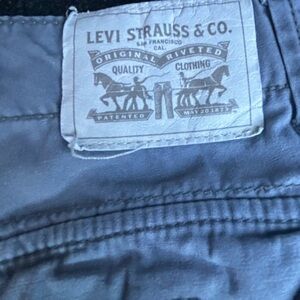 LEVI STRAUSS & CO.
SAN FRANCISCO
CAL.
ORIGINAL RIVETED
QUALITY CLOTHING
PATENTED MAY 20 1873